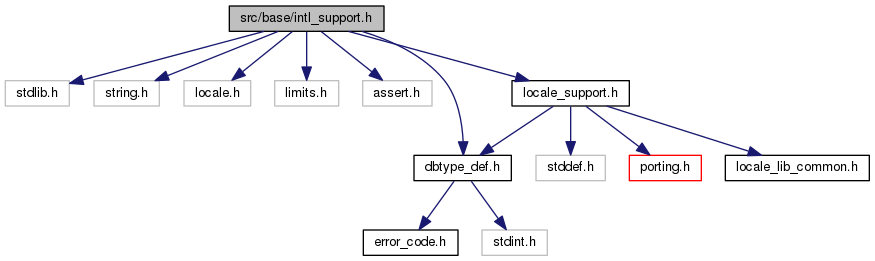 src/base/intl_support.h
stdlib.h
string.h
locale.h
limits.h
assert.h
locale_support.h
dbtype_def.h
stddef.h
porting.h
locale_lib_common.h
error_code.h
stdint.h